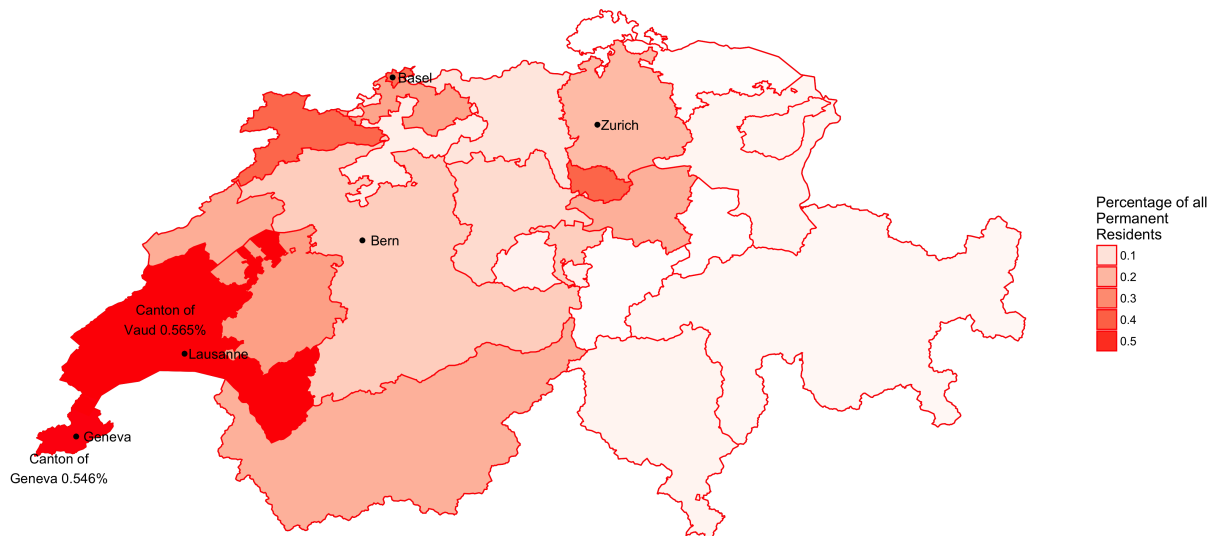 Basel
Zurich
Bern
Canton of
Vaud 0.565%
Lausanne
Geneva
Canton of
Geneva 0.546%
Percentage of all
Permanent
Residents
0.1
0.2
0.3
0.4
0.5